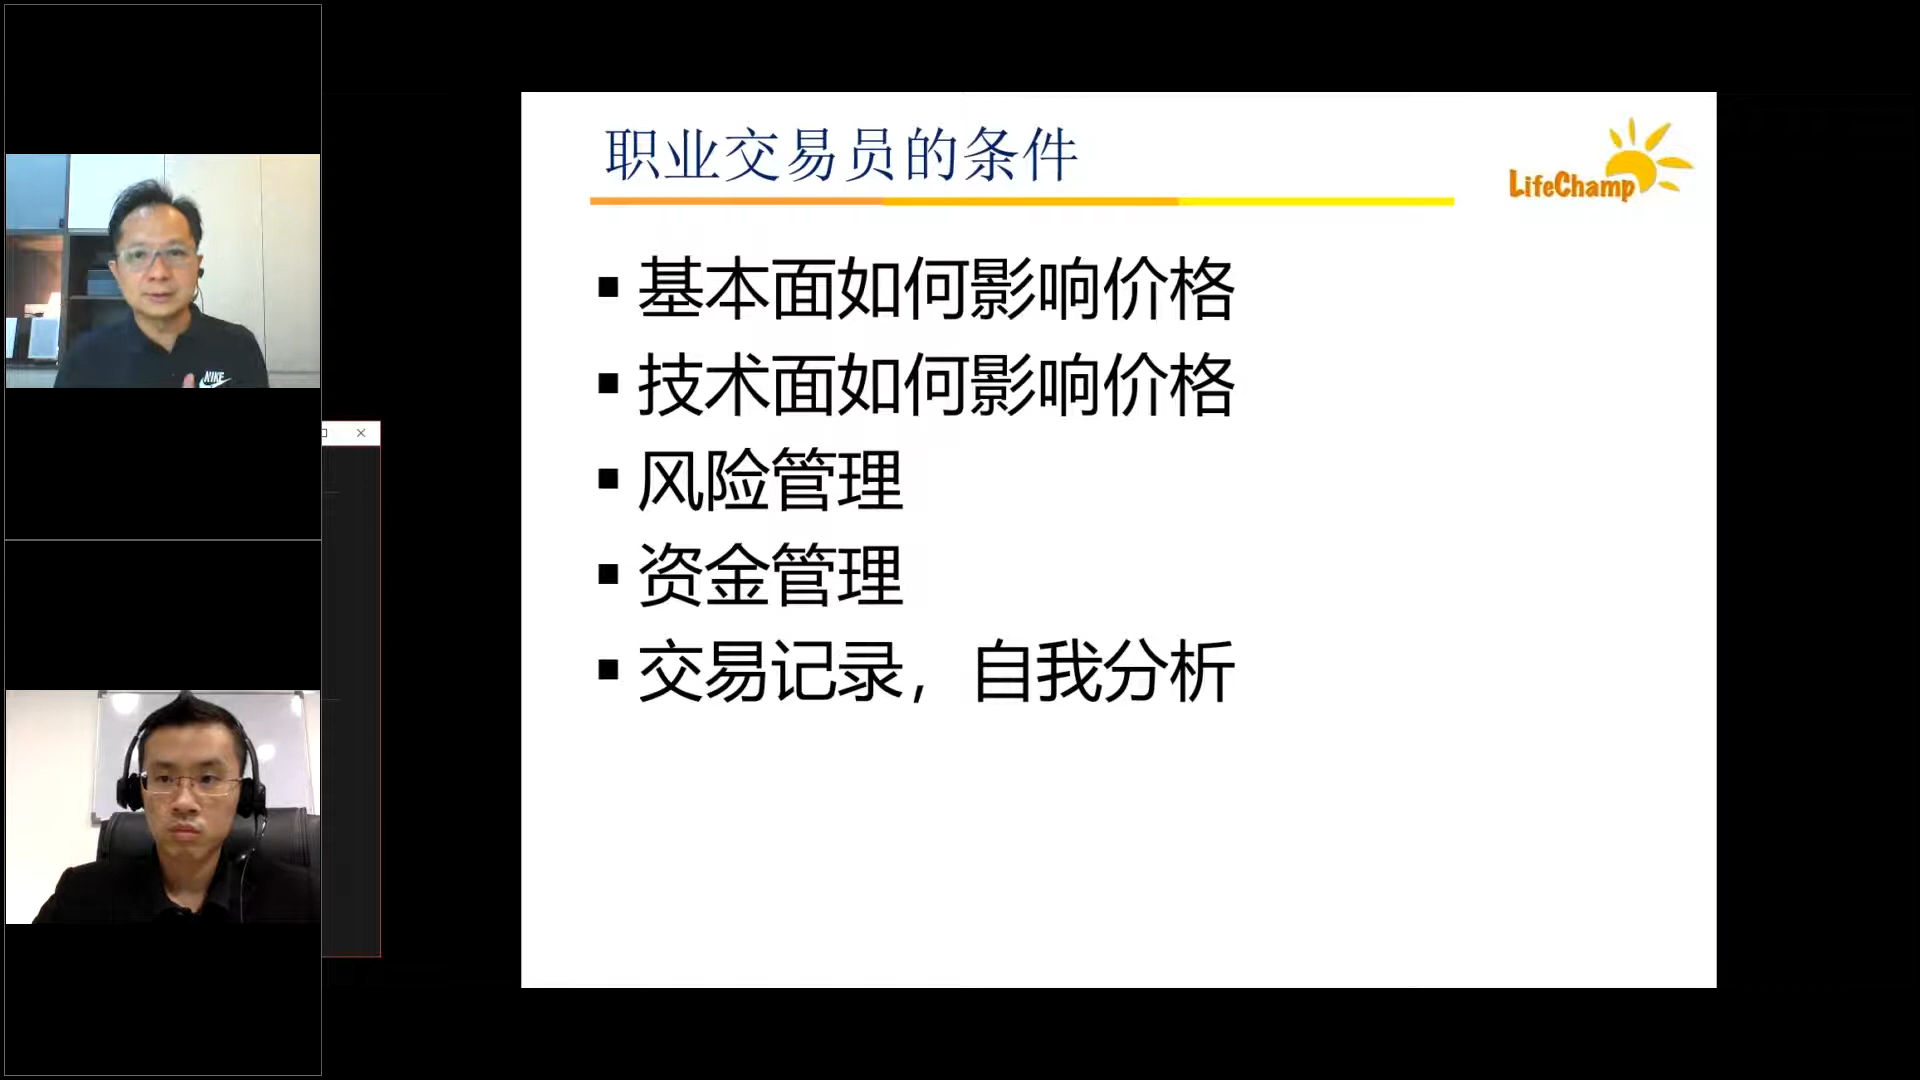 职业交易员的条件
LifeChamp
基本面如何影响价格
技术面如何影响价格
风险管理
资金管理
交易记录，自我分析
NIKE